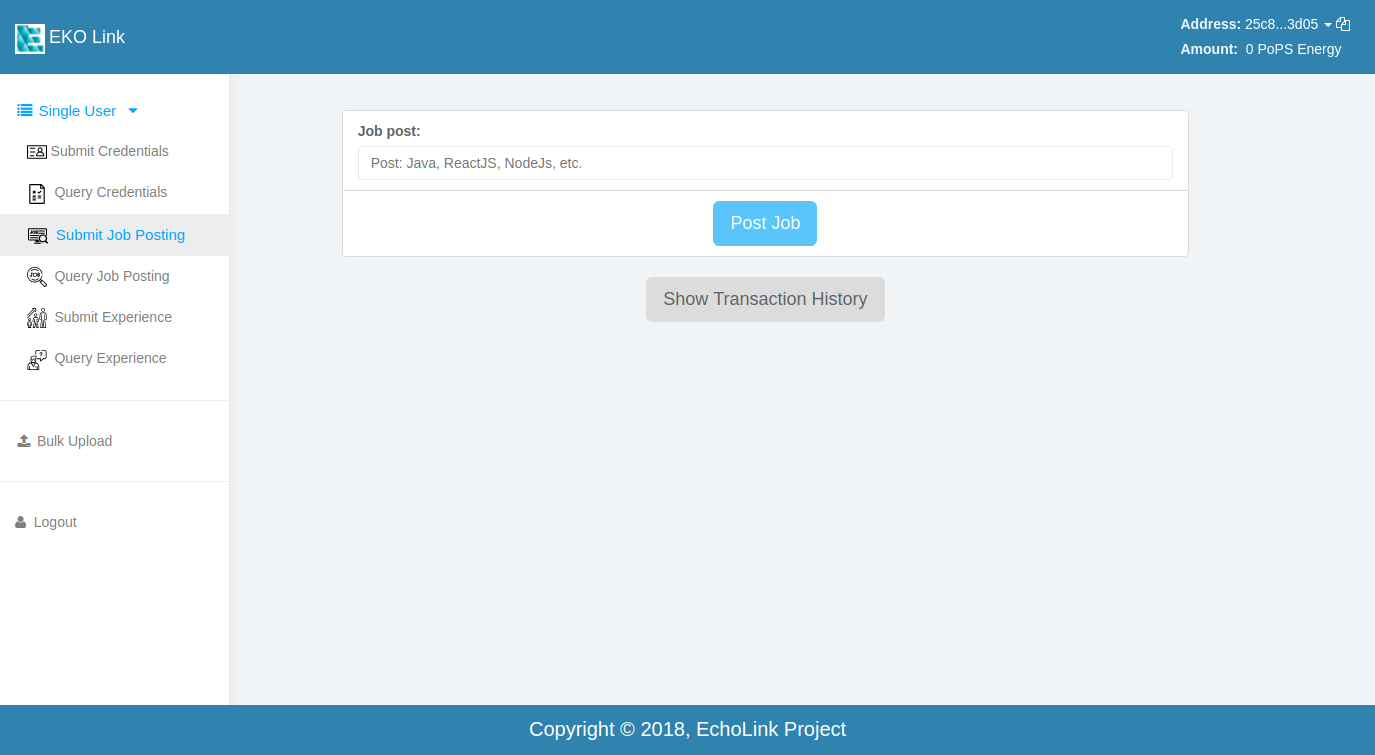 EKO Link
Address: 25c8...3d05
Amount: 0 PoPS Energy
Single User
Submit Credentials
Query Credentials
Submit Job Posting
Query Job Posting
Submit Experience
Query Experience
Bulk Upload
Logout
Job post:
Post: Java, ReactJS, NodeJs, etc.
Post Job
Show Transaction History
Copyright © 2018, EchoLink Project